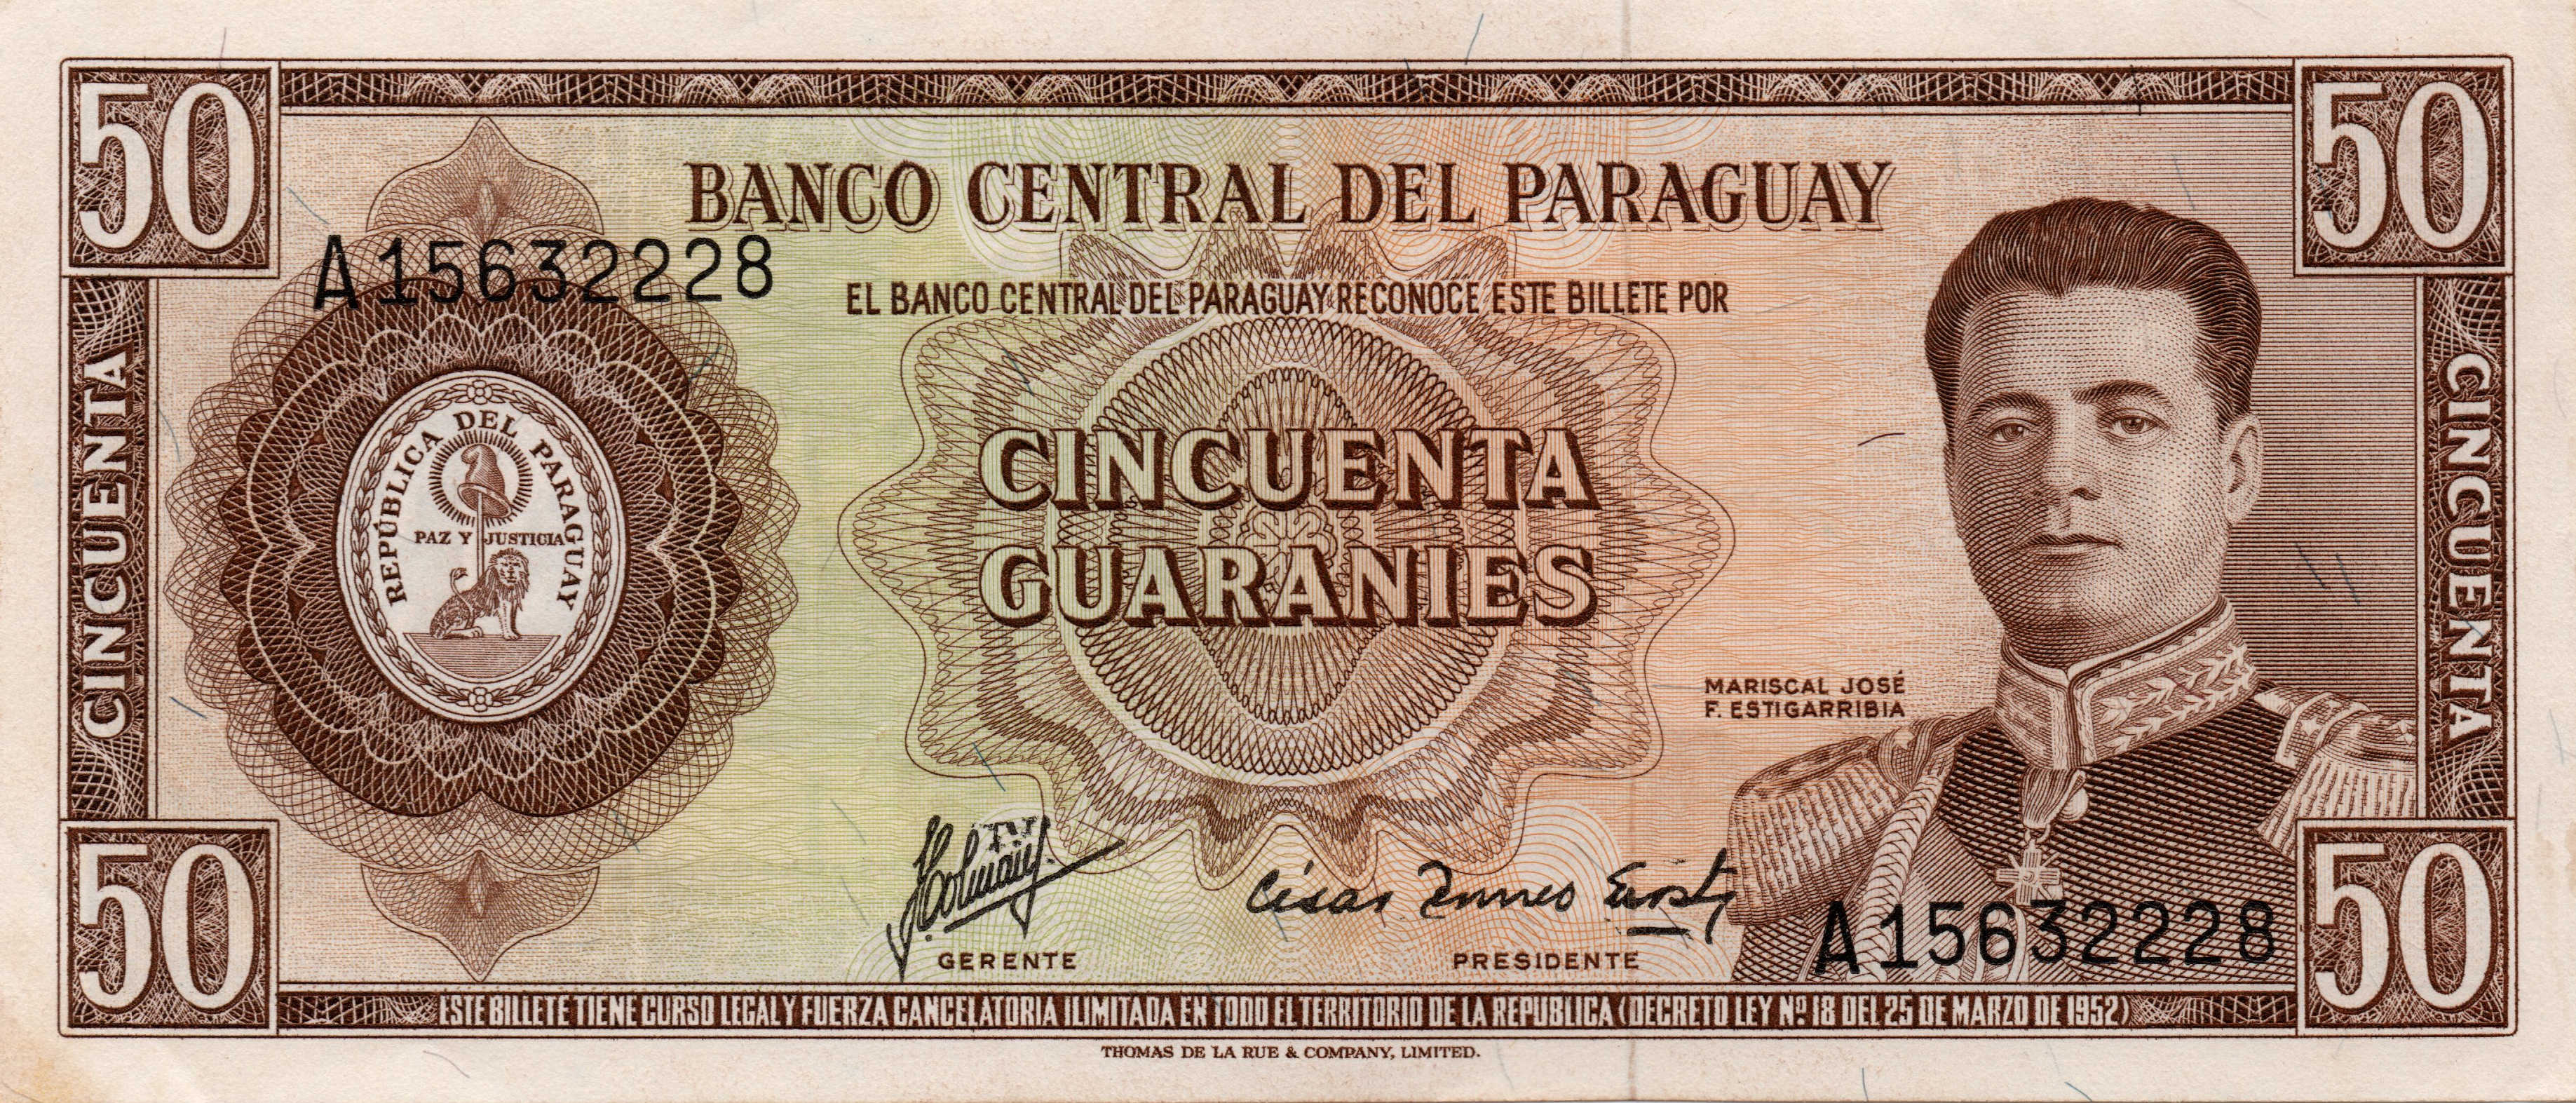 50
50
BANCO CENTRAL DEL PARAGUAY
A15632228
EL BANCO CENTRAL DEL PARAGUAY RECONOCE ESTE BILLETE POR
CINCUENTA
CINCUENTA
REPÚBLICA DEL PARAGUAY
PAZ Y JUSTICIA
CINCUENTA
GUARANIES
MARISCAL JOSÉ
F. ESTIGARRIBIA
César
GERENTE
PRESIDENTE
A15632228
50
50
ESTE BILLETE TIENE CURSO LEGAL Y FUERZA CANCELATORIA ILIMITADA EN TODO EL TERRITORIO DE LA REPUBLICA (DECRETO LEY Nº 18 DEL 25 DE MARZO DE 1952)
THOMAS DE LA RUE & COMPANY, LIMITED.